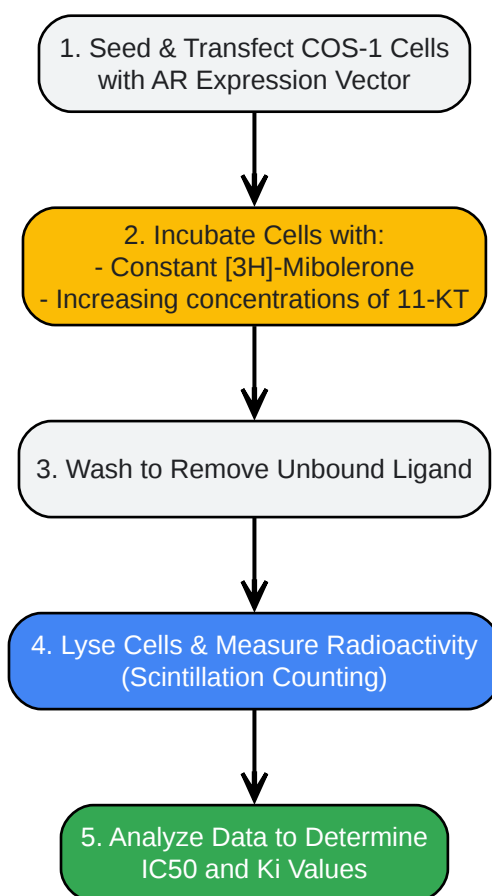 1. Seed & Transfect COS-1 Cells
with AR Expression Vector
2. Incubate Cells with:
- Constant [3H]-Mibolerone
- Increasing concentrations of 11-KT
3. Wash to Remove Unbound Ligand
4. Lyse Cells & Measure Radioactivity
(Scintillation Counting)
5. Analyze Data to Determine
IC50 and Ki Values